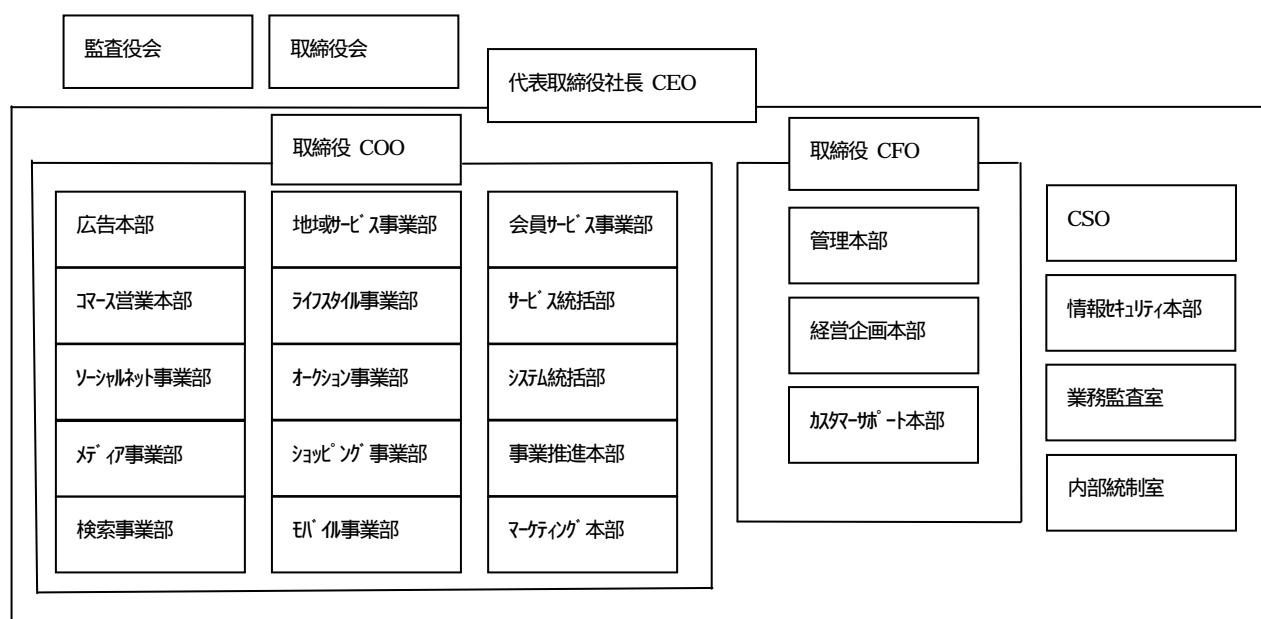 監査役会
取締役会
代表取締役社長 CEO
取締役 COO
取締役 CFO
広告本部
地域ｻｰﾋﾞｽ事業部
会員ｻｰﾋﾞｽ事業部
ｺﾏｰｽ営業本部
ﾗｲﾌｽﾀｲﾙ事業部
ｻｰﾋﾞｽ統括部
ｿｰｼｬﾙﾈｯﾄ事業部
ｵｰｸｼｮﾝ事業部
ｼｽﾃﾑ統括部
ﾒﾃﾞｨｱ事業部
ｼｮｯﾋﾟﾝｸﾞ事業部
事業推進本部
検索事業部
ﾓﾊﾞｲﾙ事業部
ﾏｰｹﾃｨﾝｸﾞ本部
管理本部
経営企画本部
ｶｽﾀﾏｰｻﾎﾟｰﾄ本部
CSO
情報ｾｷｭﾘﾃｨ本部
業務監査室
内部統制室